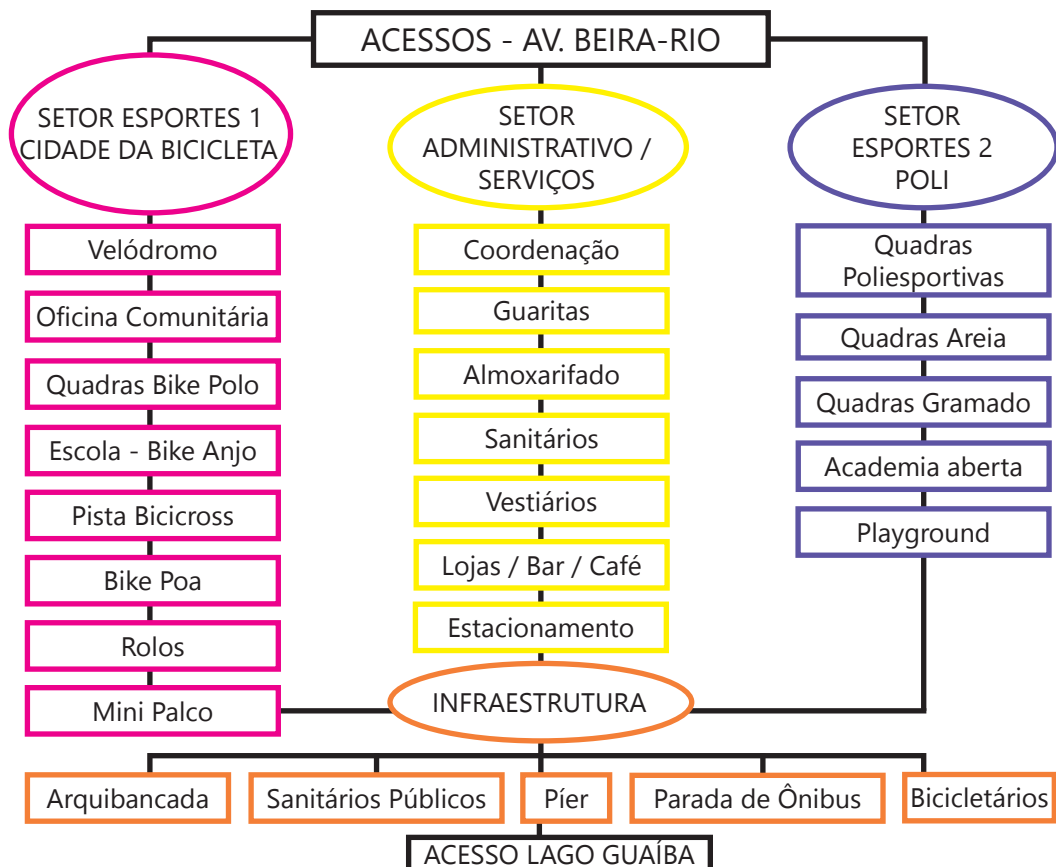 ACESSOS - AV. BEIRA-RIO
SETOR ESPORTES 1
CIDADE DA BICICLETA
Velódromo
Oficina Comunitária
Quadras Bike Polo
Escola - Bike Anjo
Pista Bicicross
Bike Poa
Rolos
Mini Palco
SETOR
ADMINISTRATIVO /
SERVIÇOS
Coordenação
Guaritas
Almoxarifado
Sanitários
Vestiários
Lojas / Bar / Café
Estacionamento
SETOR
ESPORTES 2
POLI
Quadras
Poliesportivas
Quadras Areia
Quadras Gramado
Academia aberta
Playground
INFRAESTRUTURA
Arquibancada
Sanitários Públicos
Píer
Parada de Ônibus
Bicicletários
ACESSO LAGO GUAÍBA